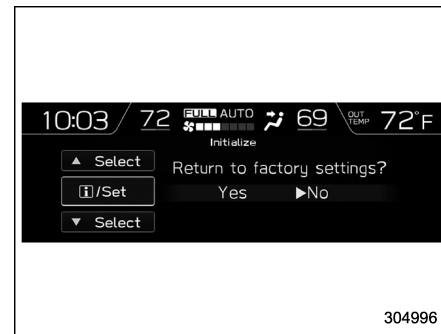 10:03 72 FULL AUTO 69 OUT TEMP 72°F
Initialize
▲ Select
Return to factory settings?
i/Set
Yes ▶No
▼ Select
304996